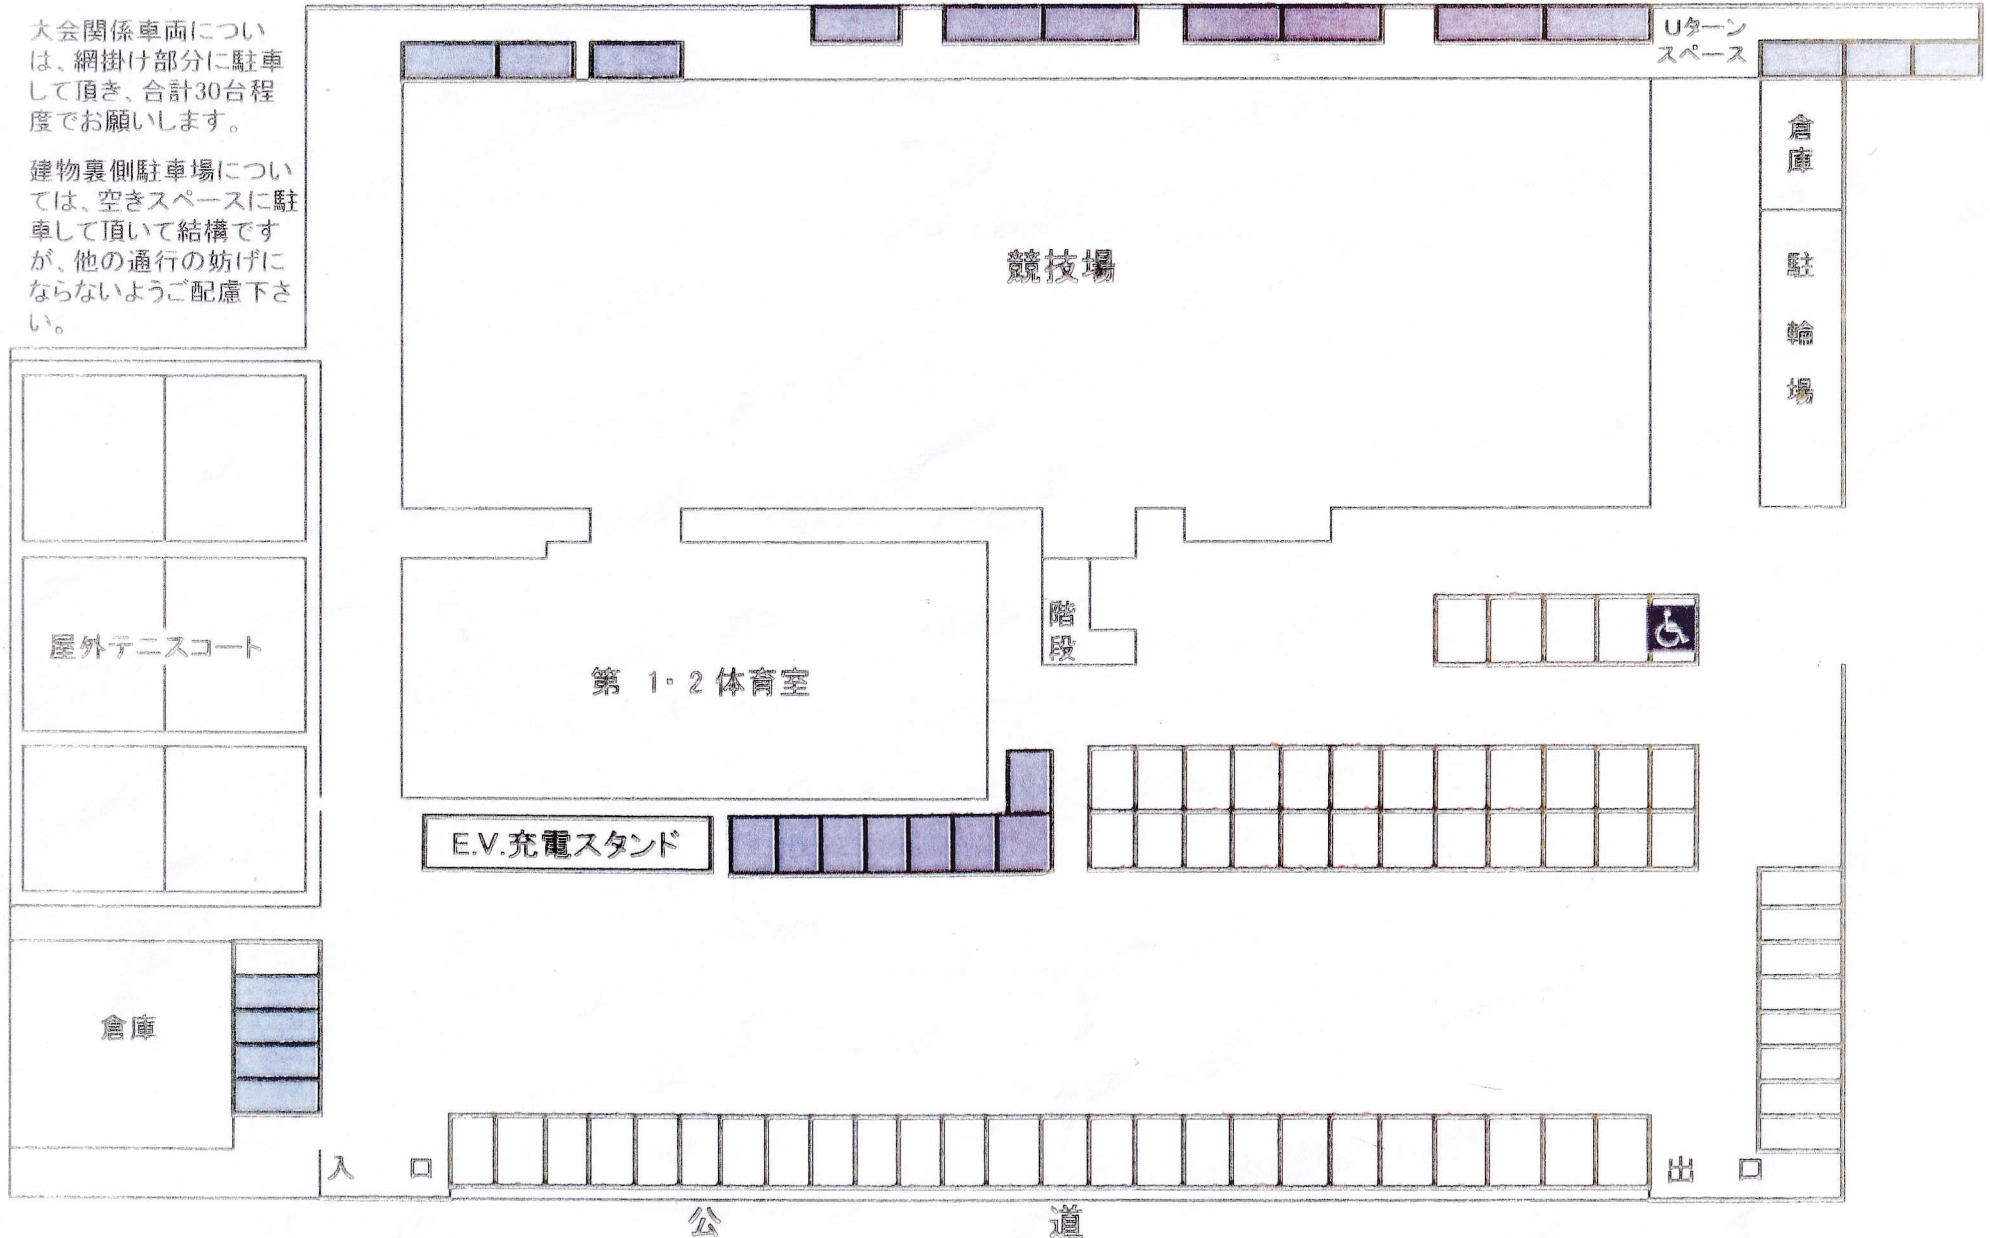 大会関係車両につい
は、網掛け部分に駐車
して頂き、合計30台程
度でお願いします。
建物裏側駐車場につい
ては、空きスペースに駐
車して頂いて結構です
が、他の通行の妨げに
ならないようご配慮下さ
い。
Uターン
スペース
倉庫
競技場
駐輪場
屋外テニスコート
階段
第 1・2 体育室
E.V.充電スタンド
倉庫
入 口
出 口
公 道